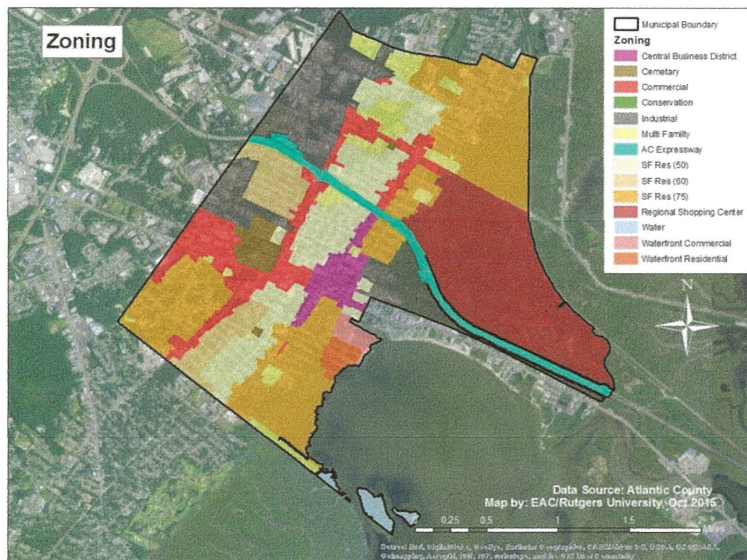 Zoning
Municipal Boundary
Zoning
Central Business District
Cemetary
Commercial
Conservation
Industrial
Multi Family
AC Expressway
SF Res (50)
SF Res (60)
SF Res (75)
Regional Shopping Center
Water
Waterfront Commercial
Waterfront Residential
N
Data Source: Atlantic County
Map by: EAC/Rutgers University, Oct 2015
0 0.25 0.5 1 1.5 2
Miles